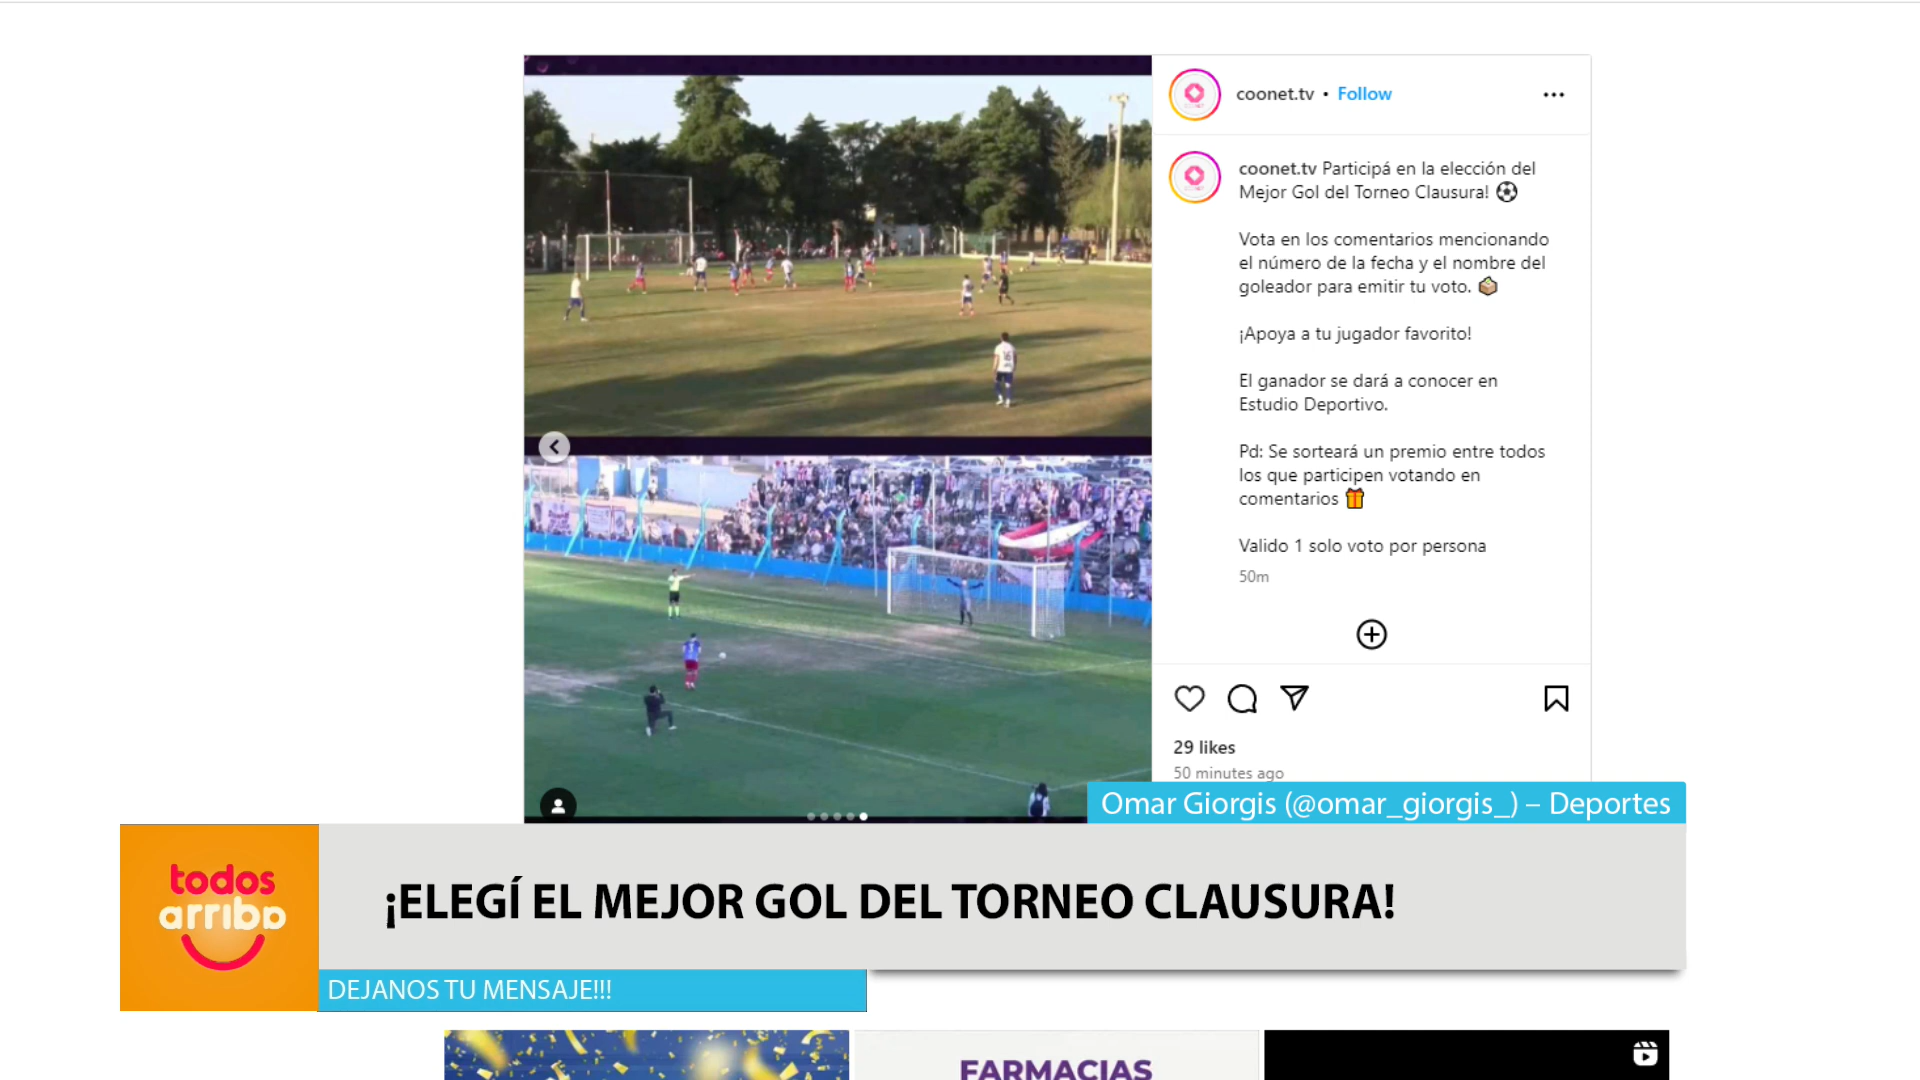 coonet.tv • Follow
coonet.tv Participá en la elección del
Mejor Gol del Torneo Clausura! ⚽
Vota en los comentarios mencionando
el número de la fecha y el nombre del
goleador para emitir tu voto. 🗳
¡Apoya a tu jugador favorito!
El ganador se dará a conocer en
Estudio Deportivo.
Pd: Se sorteará un premio entre todos
los que participen votando en
comentarios 🎁
Valido 1 solo voto por persona
50m
29 likes
50 minutes ago
Omar Giorgis (@omar_giorgis_) – Deportes
todos
arriba
¡ELEGÍ EL MEJOR GOL DEL TORNEO CLAUSURA!
DEJANOS TU MENSAJE!!!
FARMACIAS